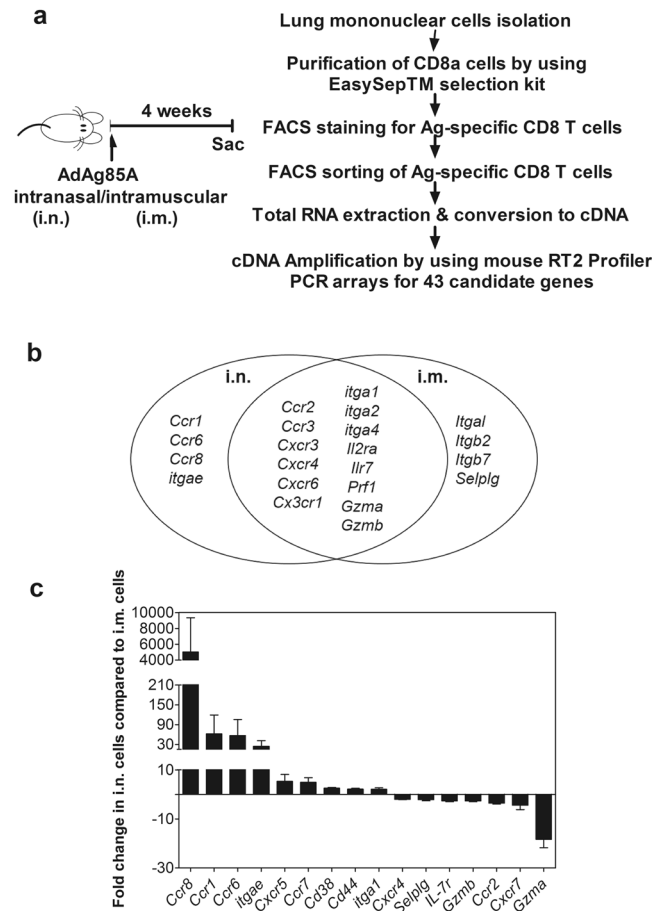 a
Lung mononuclear cells isolation
Purification of CD8a cells by using
EasySepTM selection kit
FACS staining for Ag-specific CD8 T cells
FACS sorting of Ag-specific CD8 T cells
Total RNA extraction & conversion to cDNA
cDNA Amplification by using mouse RT2 Profiler
PCR arrays for 43 candidate genes
4 weeks
Sac
AdAg85A
intranasal/intramuscular
(i.n.) (i.m.)
b
i.n.
i.m.
Ccr1
Ccr6
Ccr8
itgae
Ccr2
Ccr3
Cxcr3
Cxcr4
Cxcr6
Cx3cr1
itga1
itga2
itga4
Il2ra
Ilr7
Prf1
Gzma
Gzmb
Itgal
Itgb2
Itgb7
Selplg
c
Fold change in i.n. cells compared to i.m. cells
10000
8000
6000
4000
210
150
90
30
10
-10
-30
Ccr8
Ccr1
Ccr6
itgae
Cxcr5
Ccr7
Cd38
Cd44
itga1
Cxcr4
Selplg
IL-7r
Gzmb
Ccr2
Cxcr7
Gzma